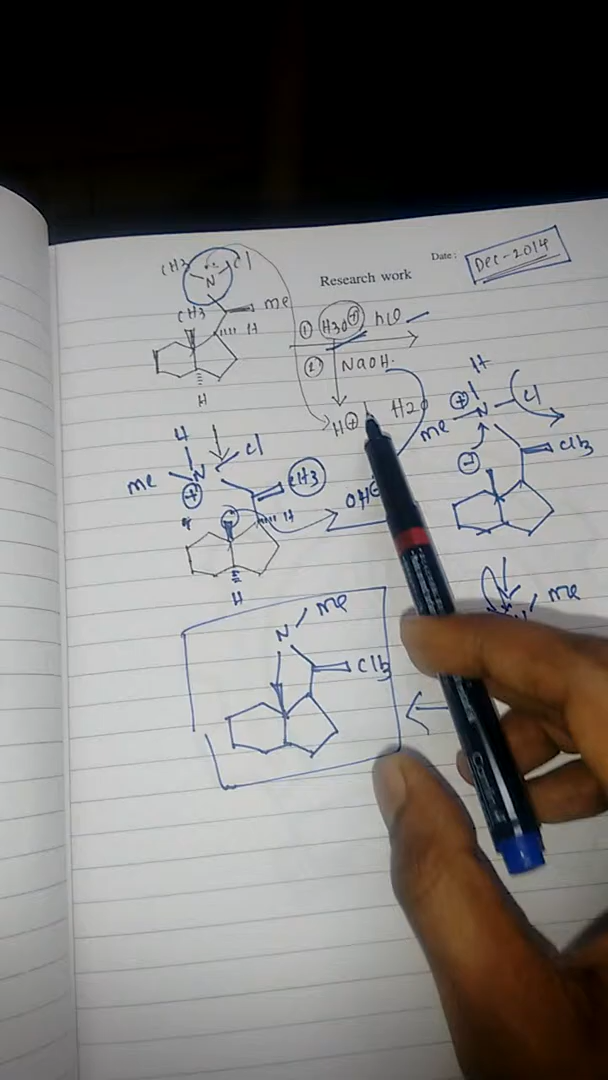 Date: Dec-2014
Research work
CH3 N Cl
CH3 Me
H
H
① H3O⊕ hν
② NaOH
H⊕ H2O
H
Me N Cl
⊕
CH3
OH⊖
H
H
H
⊕
Me N Cl
⊖
CH3
Me
N Me
CH3